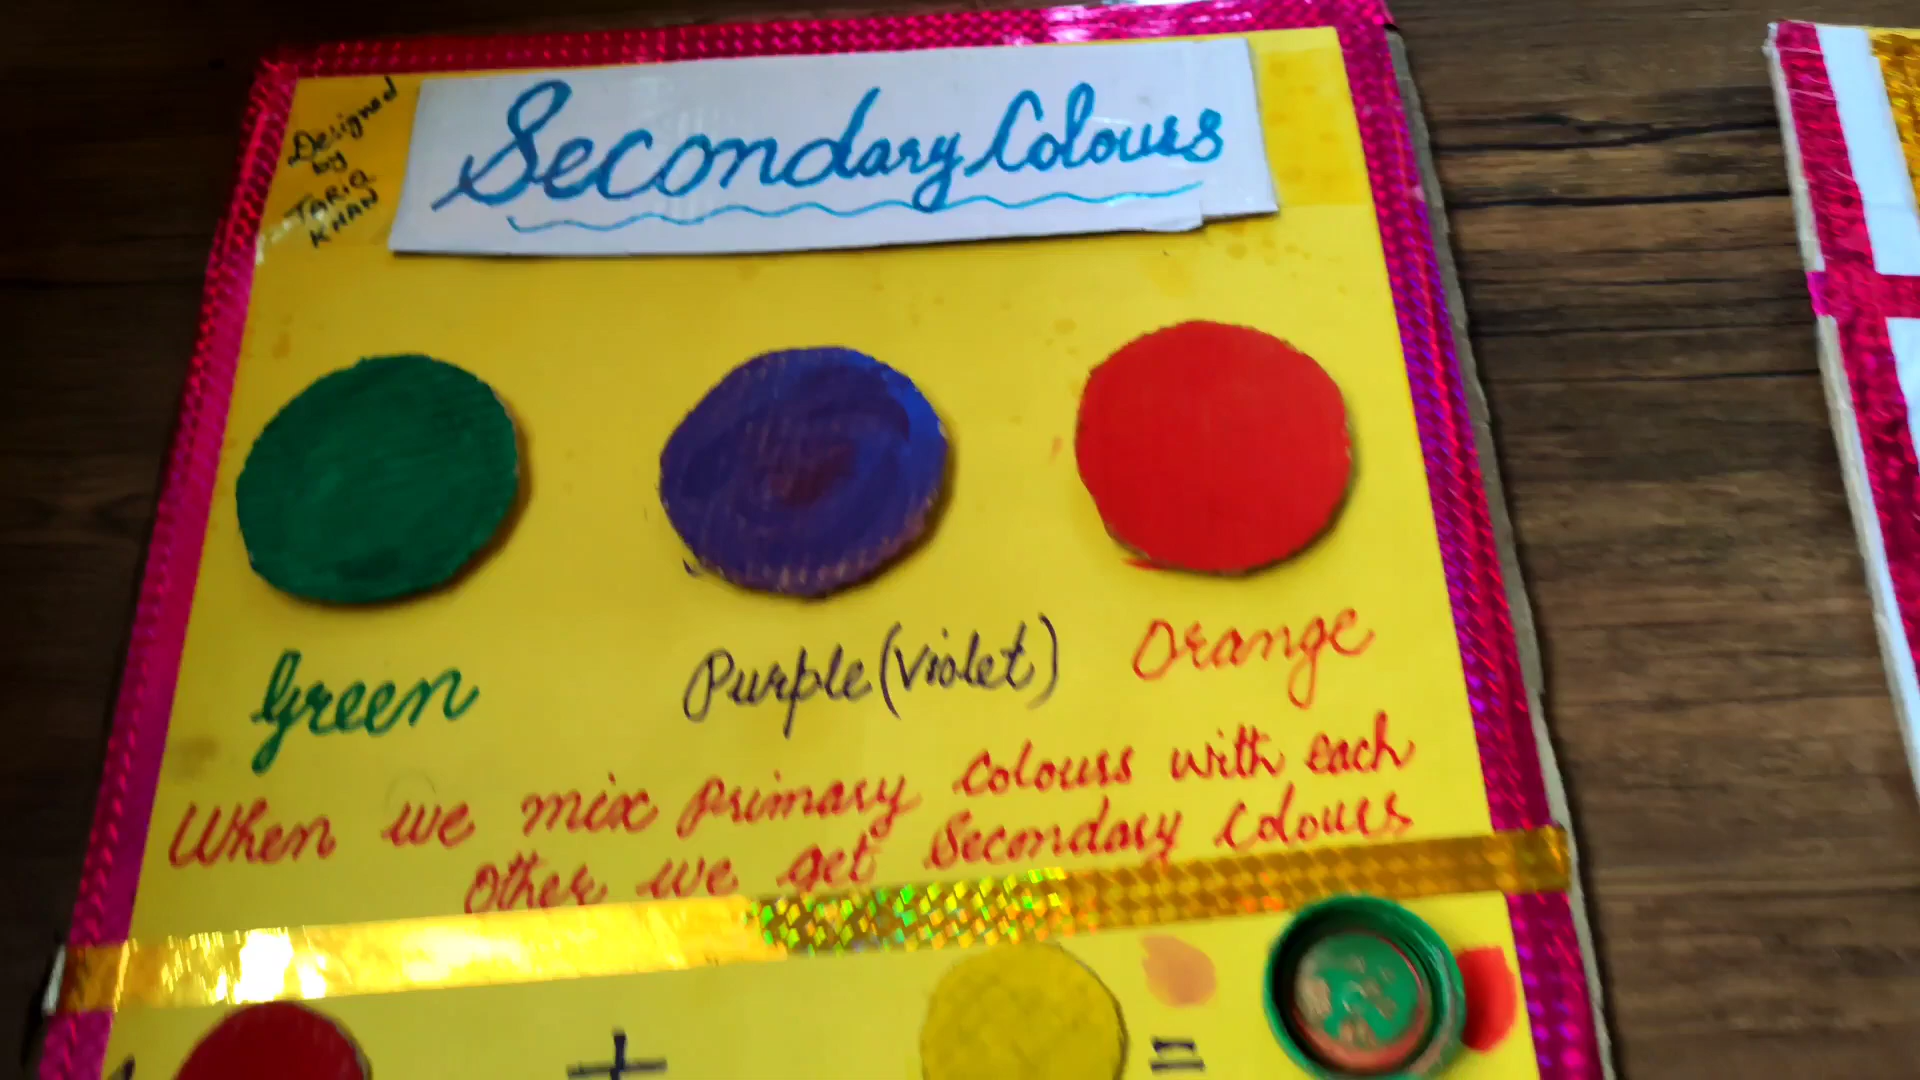 Designed
by
TARIQ
KHAN
Secondary Colours
Green
Purple (Violet)
Orange
When we mix primary colours with each
other we get Secondary colours
+
=